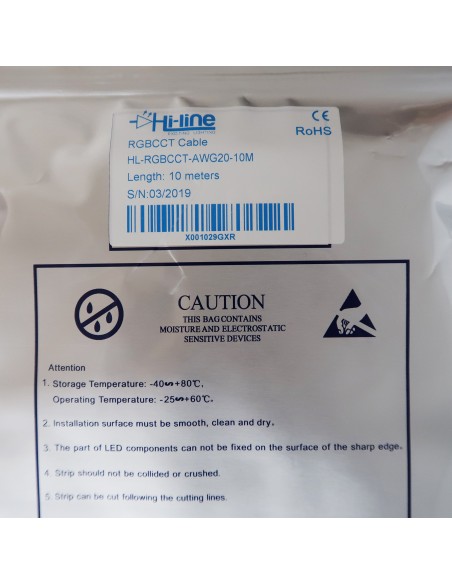 Hi-line
CE
RoHS
RGBCCT Cable
HL-RGBCCT-AWG20-10M
Length: 10 meters
S/N:03/2019
X001029GXR
CAUTION
THIS BAG CONTAINS
MOISTURE AND ELECTROSTATIC
SENSITIVE DEVICES
Attention
1. Storage Temperature: -40∽+80℃,
Operating Temperature: -25∽+60℃.
2. Installation surface must be smooth, clean and dry.
3. The part of LED components can not be fixed on the surface of the sharp edge.
4. Strip should not be collided or crushed.
5. Strip can be cut following the cutting lines.